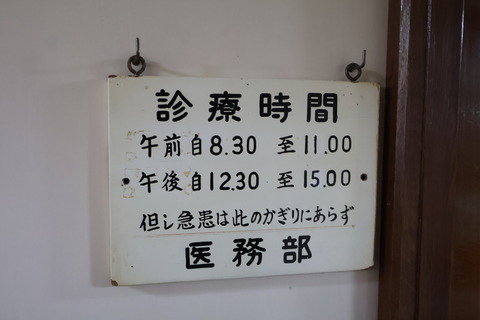 診療時間
午前自8.30 至11.00
午後自12.30 至15.00
但し急患は此のかぎりにあらず
医務部